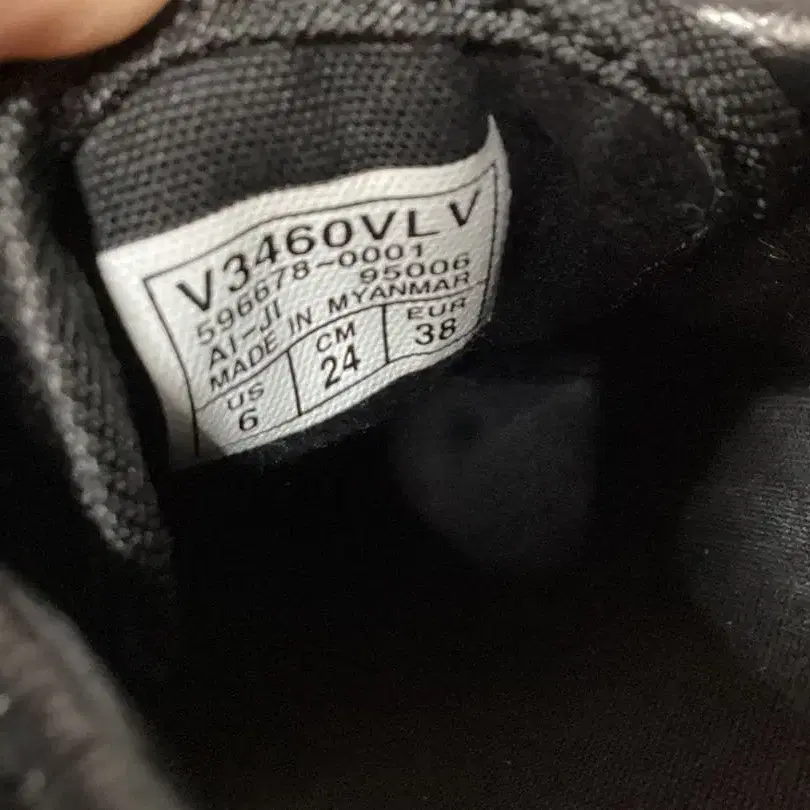 V3460VLV
596678-0001
AI-JI 95006
MADE IN MYANMAR
US CM EUR
6 24 38